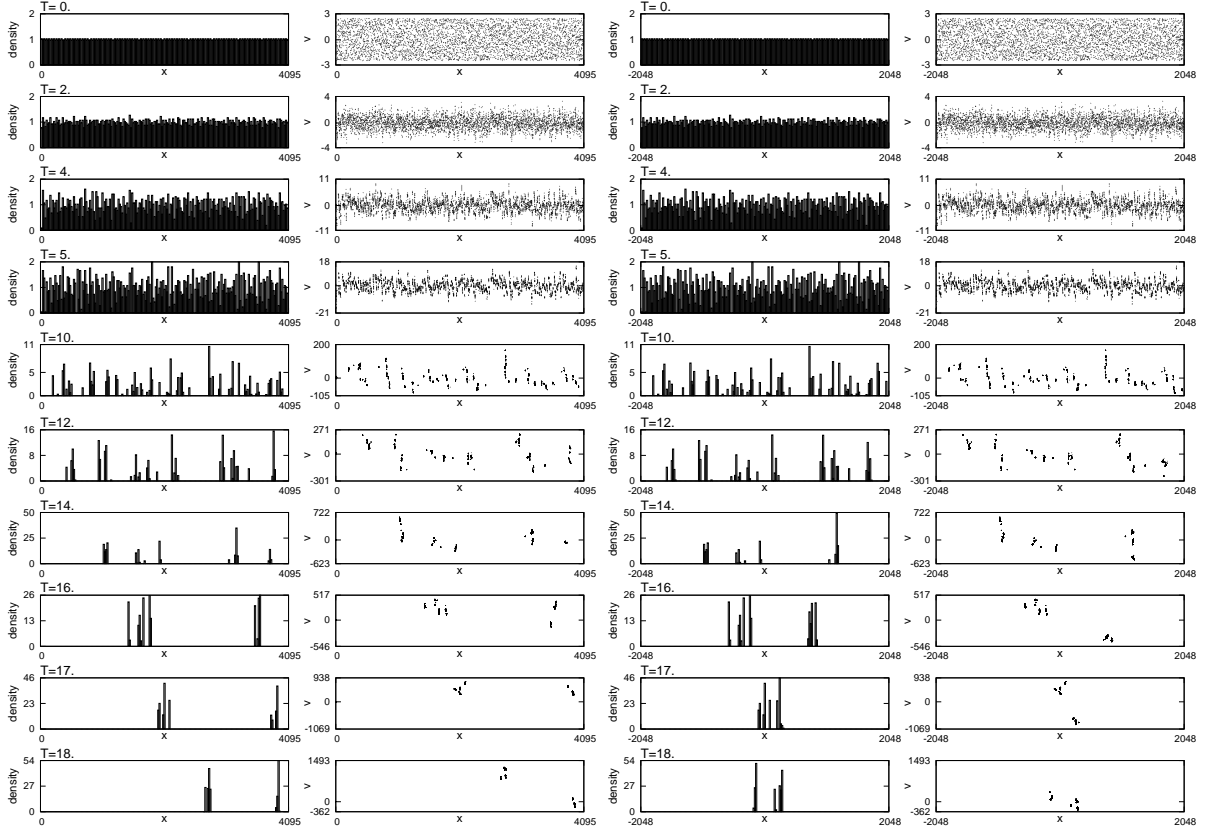 T= 0. T= 0.
2 3 2 3
density 1 v 0 density 1 v 0
0 -3 0 -3
0 x 4095 0 x 4095 -2048 x 2048 -2048 x 2048
T= 2. T= 2.
2 4 2 4
density 1 v 0 density 1 v 0
0 -4 0 -4
0 x 4095 0 x 4095 -2048 x 2048 -2048 x 2048
T= 4. T= 4.
2 11 2 11
density 1 v 0 density 1 v 0
0 -11 0 -11
0 x 4095 0 x 4095 -2048 x 2048 -2048 x 2048
T= 5. T= 5.
2 18 2 18
density 1 v 0 density 1 v 0
0 -21 0 -21
0 x 4095 0 x 4095 -2048 x 2048 -2048 x 2048
T=10. T=10.
11 200 11 200
density 5 v 0 density 5 v 0
0 -105 0 -105
0 x 4095 0 x 4095 -2048 x 2048 -2048 x 2048
T=12. T=12.
16 271 16 271
density 8 v 0 density 8 v 0
0 -301 0 -301
0 x 4095 0 x 4095 -2048 x 2048 -2048 x 2048
T=14. T=14.
50 722 50 722
density 25 v 0 density 25 v 0
0 -623 0 -623
0 x 4095 0 x 4095 -2048 x 2048 -2048 x 2048
T=16. T=16.
26 517 26 517
density 13 v 0 density 13 v 0
0 -546 0 -546
0 x 4095 0 x 4095 -2048 x 2048 -2048 x 2048
T=17. T=17.
46 938 46 938
density 23 v 0 density 23 v 0
0 -1069 0 -1069
0 x 4095 0 x 4095 -2048 x 2048 -2048 x 2048
T=18. T=18.
54 1493 54 1493
density 27 v 0 density 27 v 0
0 -362 0 -362
0 x 4095 0 x 4095 -2048 x 2048 -2048 x 2048